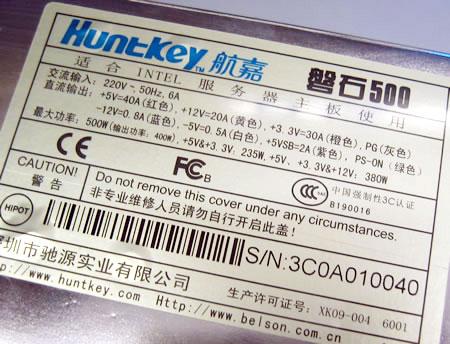 Huntkey™ 航嘉 磐石500
适合 INTEL 服务器主板使用
交流输入: 220V~50Hz, 6A
直流输出: +5V=40A(红色), +12V=20A(黄色), +3.3V=30A(橙色), PG(灰色)
-12V=0.8A(蓝色), -5V=0.5A(白色), +5VSB=2A(紫色), PS-ON(绿色)
最大功率: 500W(输出功率: 400W), +5V&+3.3V: 235W, +5V、+3.3V&+12V: 380W
CE FC CCC 中国强制性3C认证
B190016
CAUTION! Do not remove this cover under any circumstances.
警告 非专业维修人员请勿自行开启此盖!
HIPOT S/N:3C0A010040
圳市驰源实业有限公司
www.huntkey.com Http://www.belson.com.cn
生产许可证号: XK09-004 6001